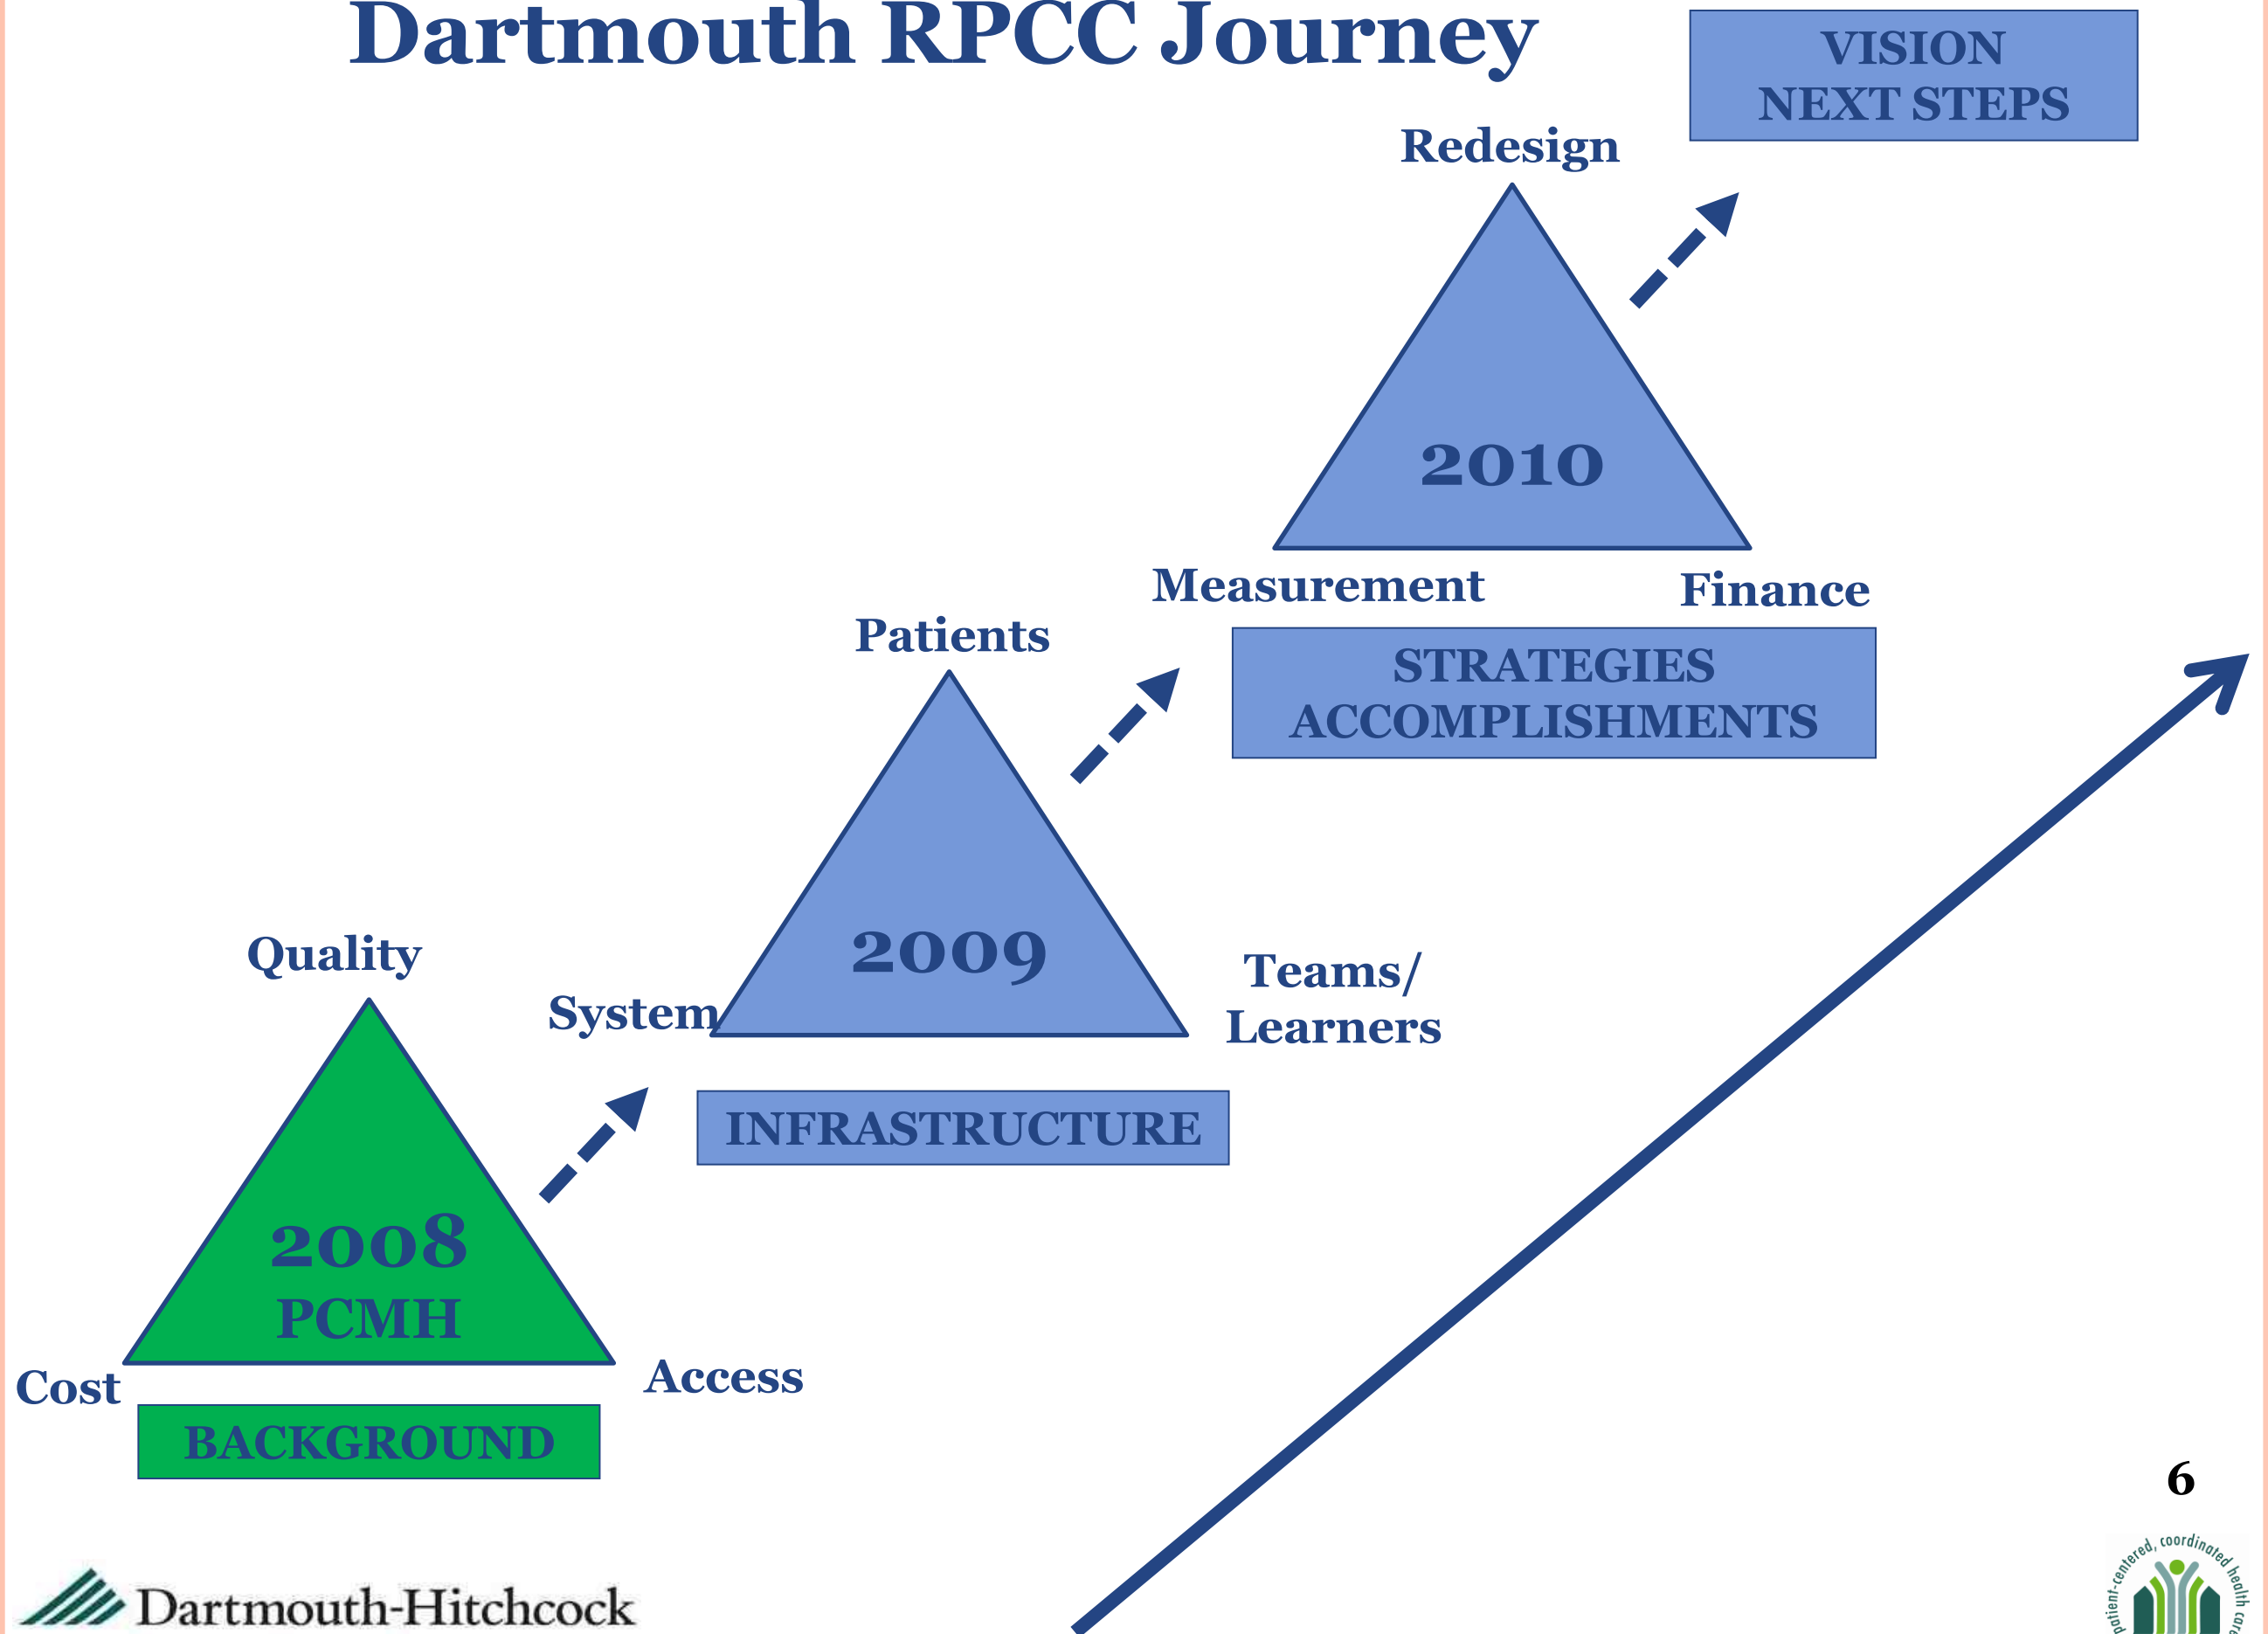 Dartmouth RPCC Journey
VISION
NEXT STEPS
Redesign
2010
Measurement
Finance
STRATEGIES
ACCOMPLISHMENTS
Patients
2009
System
Teams/
Learners
INFRASTRUCTURE
Quality
2008
PCMH
Cost
Access
BACKGROUND
6
Dartmouth-Hitchcock
patient-centered, coordinated health care